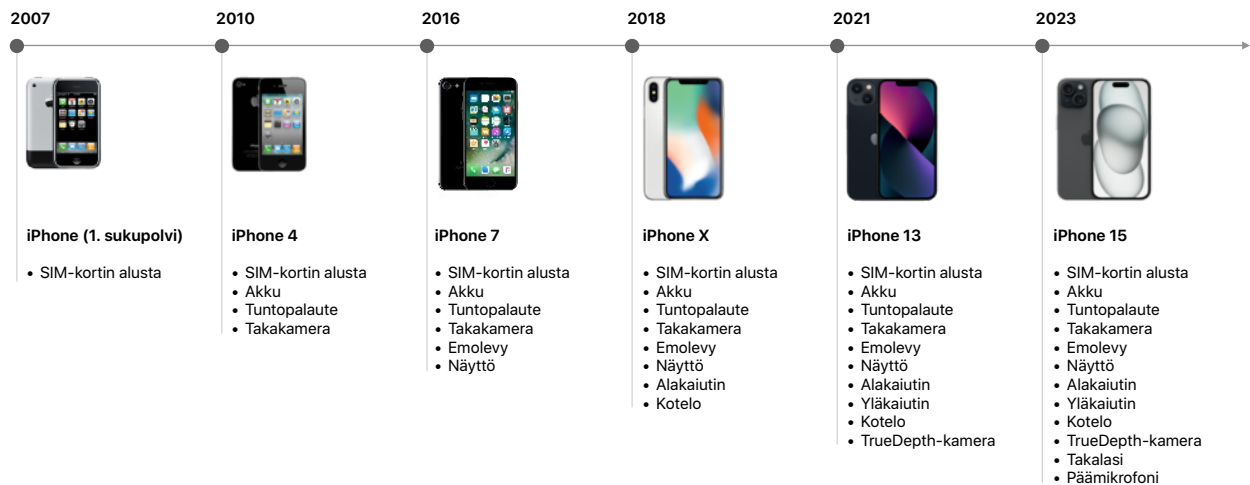 2007
2010
2016
2018
2021
2023
iPhone (1. sukupolvi)
• SIM-kortin alusta
iPhone 4
• SIM-kortin alusta
• Akku
• Tuntopalaute
• Takakamera
iPhone 7
• SIM-kortin alusta
• Akku
• Tuntopalaute
• Takakamera
• Emolevy
• Näyttö
iPhone X
• SIM-kortin alusta
• Akku
• Tuntopalaute
• Takakamera
• Emolevy
• Näyttö
• Alakaiutin
• Kotelo
iPhone 13
• SIM-kortin alusta
• Akku
• Tuntopalaute
• Takakamera
• Emolevy
• Näyttö
• Alakaiutin
• Yläkaiutin
• Kotelo
• TrueDepth-kamera
iPhone 15
• SIM-kortin alusta
• Akku
• Tuntopalaute
• Takakamera
• Emolevy
• Näyttö
• Alakaiutin
• Yläkaiutin
• Kotelo
• TrueDepth-kamera
• Takalasi
• Päämikrofoni